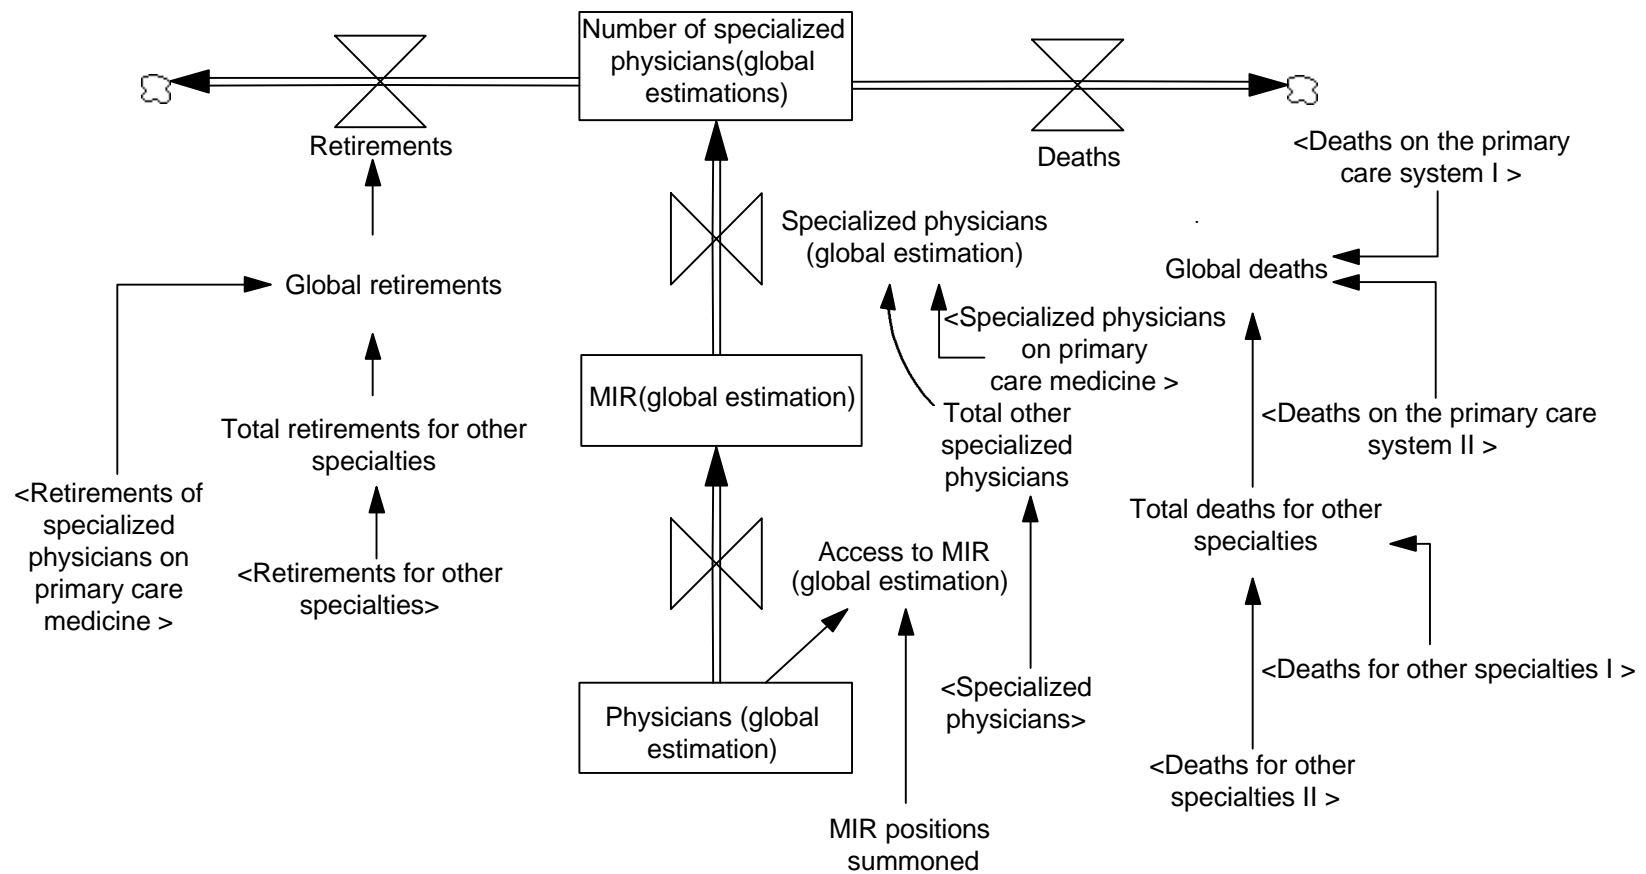 Number of specialized
physicians(global
estimations)
Retirements
Deaths
<Deaths on the primary
care system I >
Specialized physicians
(global estimation)
Global deaths
Global retirements
<Specialized physicians
on primary
care medicine >
MIR(global estimation)
Total other
specialized
physicians
<Deaths on the primary care
system II >
Total retirements for other
specialties
<Retirements of
specialized
physicians on
primary care
medicine >
Total deaths for other
specialties
Access to MIR
(global estimation)
<Retirements for other
specialties>
<Deaths for other specialties I >
<Specialized
physicians>
Physicians (global
estimation)
<Deaths for other
specialties II >
MIR positions
summoned